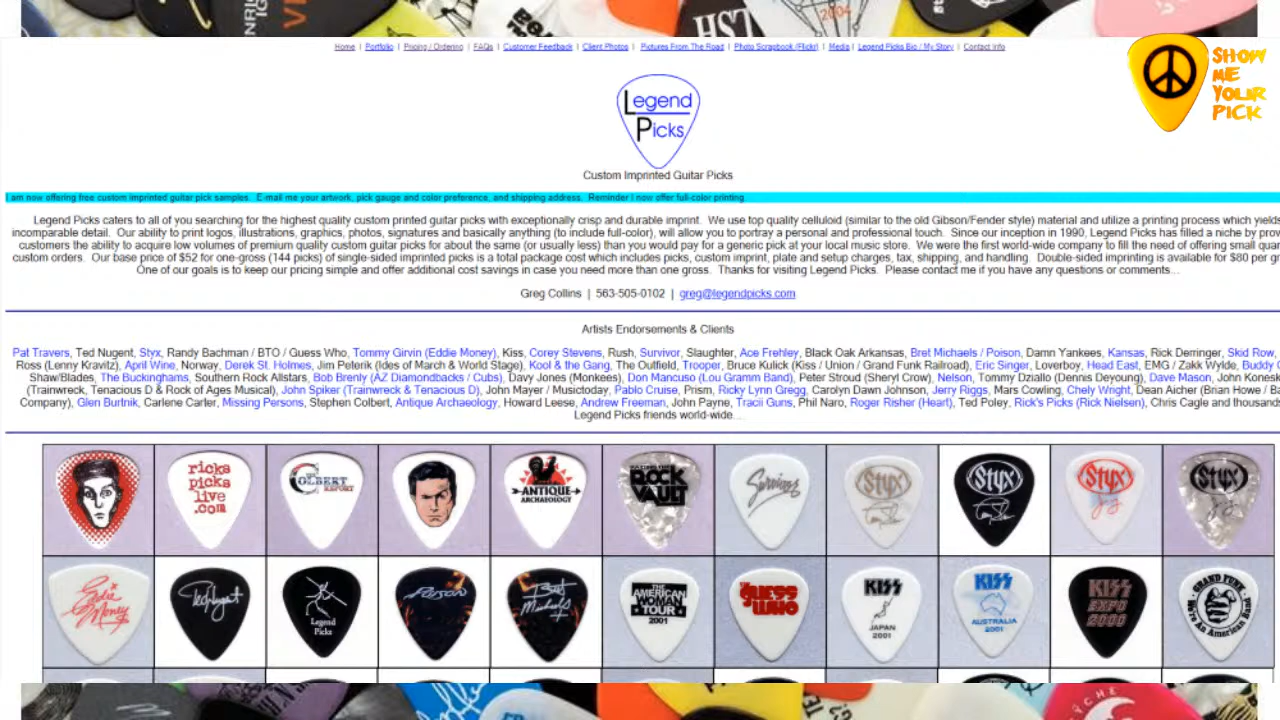 HST
2004
Home | Portfolio | Pricing / Ordering | FAQs | Customer Feedback | Client Photos | Pictures From The Road | Photo Scrapbook (Flickr) | Media | Legend Picks Bio / My Story | Contact Info
SHOW
ME
YOUR
PICK
Legend
Picks
Custom Imprinted Guitar Picks
I am now offering free custom imprinted guitar pick samples. E-mail me your artwork, pick gauge and color preference, and shipping address. Reminder I now offer full-color printing.
Legend Picks caters to all of you searching for the highest quality custom printed guitar picks with exceptionally crisp and durable imprint. We use top quality celluloid (similar to the old Gibson/Fender style) material and utilize a printing process which yields
incomparable detail. Our ability to print logos, illustrations, graphics, photos, signatures and basically anything (to include full-color), will allow you to portray a personal and professional touch. Since our inception in 1990, Legend Picks has filled a niche by prov
customers the ability to acquire low volumes of premium quality custom guitar picks for about the same (or usually less) than you would pay for a generic pick at your local music store. We were the first world-wide company to fill the need of offering small quan
custom orders. Our base price of $52 for one-gross (144 picks) of single-sided imprinted picks is a total package cost which includes picks, custom imprint, plate and setup charges, tax, shipping, and handling. Double-sided imprinting is available for $80 per gr
One of our goals is to keep our pricing simple and offer additional cost savings in case you need more than one gross. Thanks for visiting Legend Picks. Please contact me if you have any questions or comments...
Greg Collins | 563-505-0102 | greg@legendpicks.com
Artists Endorsements & Clients
Pat Travers, Ted Nugent, Styx, Randy Bachman / BTO / Guess Who, Tommy Girvin (Eddie Money), Kiss, Corey Stevens, Rush, Survivor, Slaughter, Ace Frehley, Black Oak Arkansas, Bret Michaels / Poison, Damn Yankees, Kansas, Rick Derringer, Skid Row,
Ross (Lenny Kravitz), April Wine, Norway, Derek St. Holmes, Jim Peterik (Ides of March & World Stage), Kool & the Gang, The Outfield, Trooper, Bruce Kulick (Kiss / Union / Grand Funk Railroad), Eric Singer, Loverboy, Head East, EMG / Zakk Wylde, Buddy
Shaw/Blades, The Buckinghams, Southern Rock Allstars, Bob Brenly (AZ Diamondbacks / Cubs), Davy Jones (Monkees), Don Mancuso (Lou Gramm Band), Peter Stroud (Sheryl Crow), Nelson, Tommy Dziallo (Dennis Deyoung), Dave Mason, John Konesk
(Trainwreck, Tenacious D & Rock of Ages Musical), John Spiker (Trainwreck & Tenacious D), John Mayer / Musictoday, Pablo Cruise, Prism, Ricky Lynn Gregg, Carolyn Dawn Johnson, Jerry Riggs, Mars Cowling, Chely Wright, Dean Aicher (Brian Howe / Ba
Company), Glen Burtnik, Carlene Carter, Missing Persons, Stephen Colbert, Antique Archaeology, Howard Leese, Andrew Freeman, John Payne, Tracii Guns, Phil Naro, Roger Risher (Heart), Ted Poley, Rick's Picks (Rick Nielsen), Chris Cagle and thousands
Legend Picks friends world-wide...
ricks
picks
live
.com
COLBERT
REPORT
ANTIQUE
ARCHAEOLOGY
ROCK
VAULT
Survivor
Styx
Styx
Styx
Styx
Eddie Money
Ted Nugent
Legend
Picks
Poison
Bret Michaels
THE
AMERICAN
WOMAN
TOUR
2001
THE
GUESS
WHO
KISS
JAPAN
2001
KISS
AUSTRALIA
2001
KISS
EXPO
2000
GRAND FUNK
We're An American Band